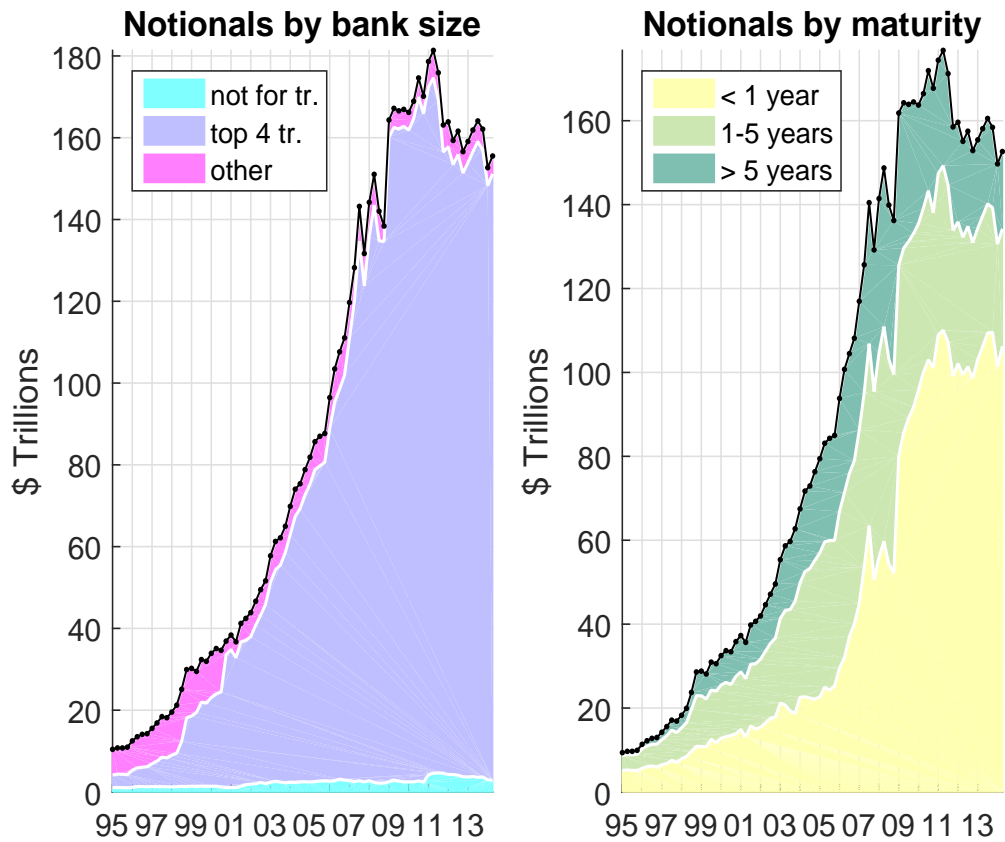 Notionals by bank size
180
160
140
120
100
80
60
40
20
0
$ Trillions
not for tr.
top 4 tr.
other
95 97 99 01 03 05 07 09 11 13
Notionals by maturity
160
140
120
100
80
60
40
20
0
$ Trillions
< 1 year
1-5 years
> 5 years
95 97 99 01 03 05 07 09 11 13